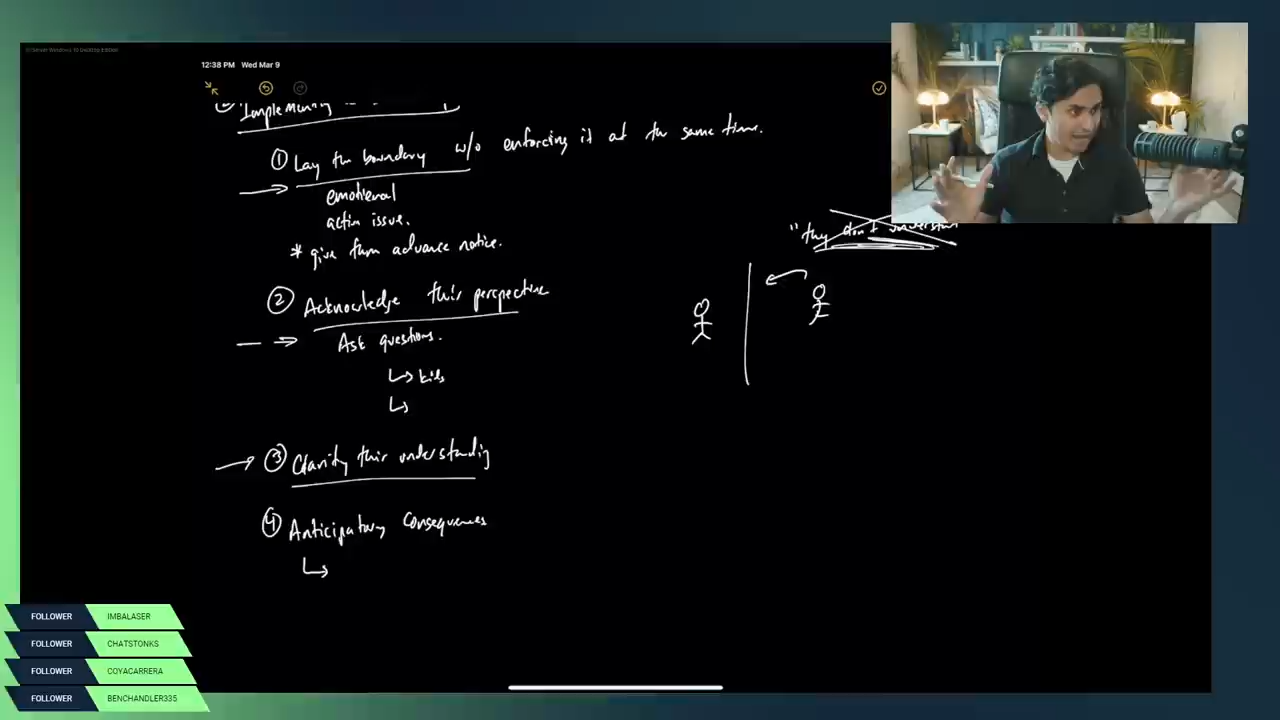 12:38 PM Wed Mar 9
Implementing
① Lay the boundary w/o enforcing it at the same time.
emotional
action issue.
* give them advance notice.
"they don't understand
② Acknowledge their perspective
Ask questions.
↳ kids
↳
③ Clarify their understanding
④ Anticipatory Consequences
↳
FOLLOWER IMBALASER
FOLLOWER CHATSTONKS
FOLLOWER COYACARRERA
FOLLOWER BENCHANDLER335